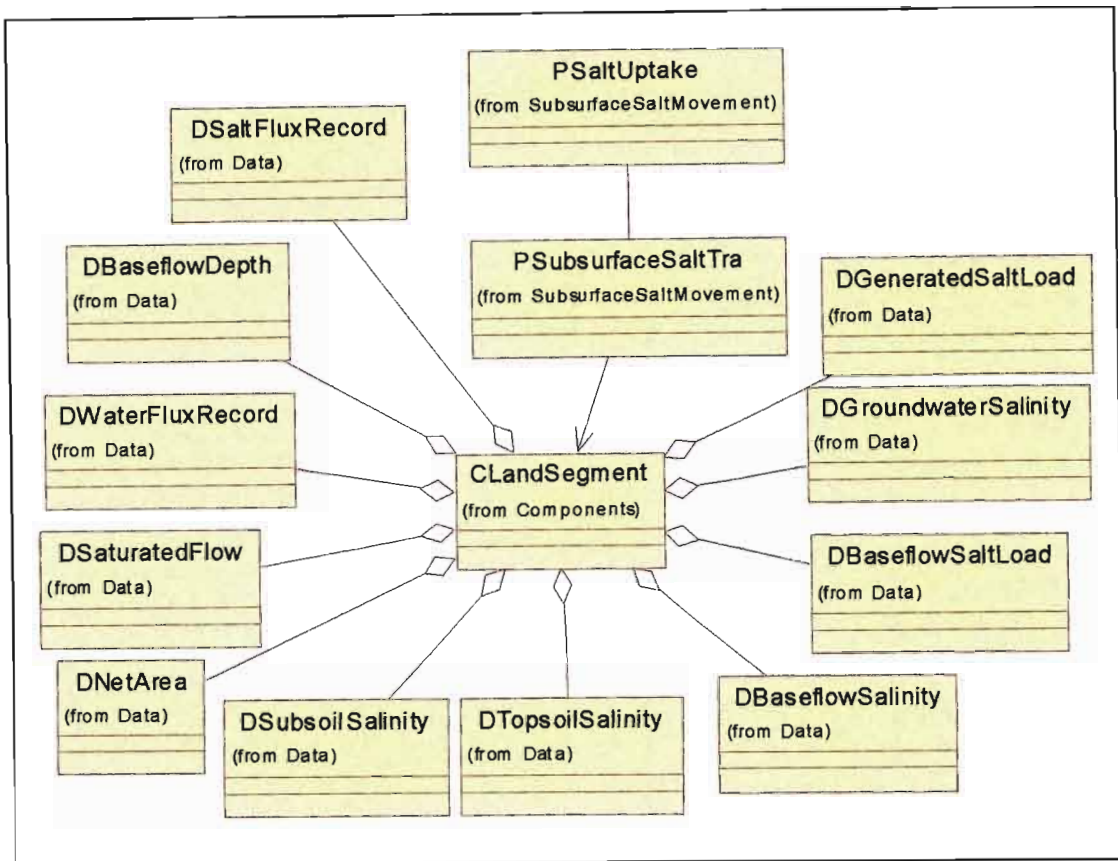 PSaltUptake
(from SubsurfaceSaltMovement)
DSaltFluxRecord
(from Data)
DBaseflowDepth
(from Data)
PSubsurfaceSaltTra
(from SubsurfaceSaltMovement)
DGeneratedSaltLoad
(from Data)
DWaterFluxRecord
(from Data)
DGroundwaterSalinity
(from Data)
CLandSegment
(from Components)
DSaturatedFlow
(from Data)
DBaseflowSaltLoad
(from Data)
DNetArea
(from Data)
DSubsoilSalinity
(from Data)
DTopsoilSalinity
(from Data)
DBaseflowSalinity
(from Data)